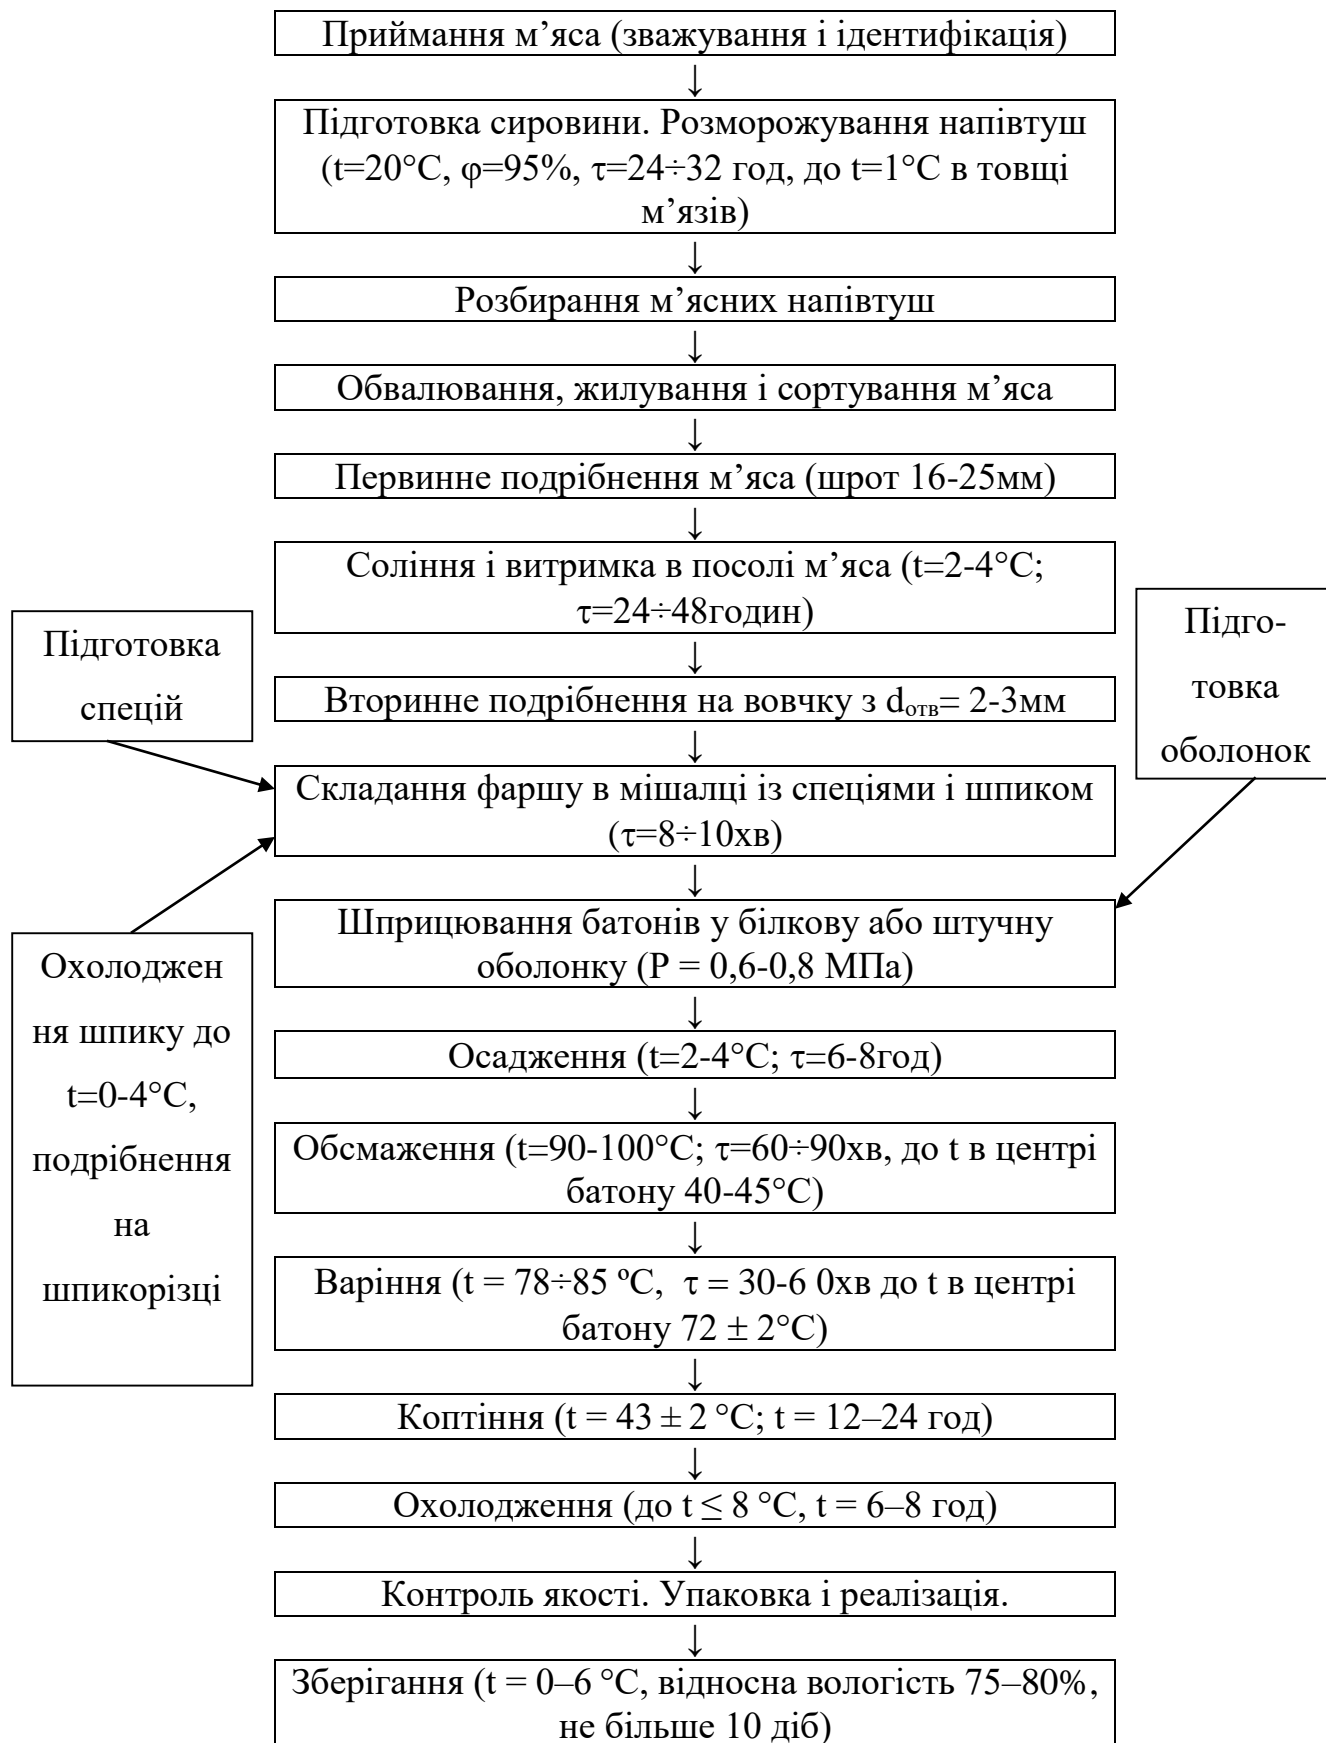 Приймання м’яса (зважування і ідентифікація)
↓
Підготовка сировини. Розморожування напівтуш
(t=20°C, φ=95%, τ=24÷32 год, до t=1°C в товщі
м’язів)
↓
Розбирання м’ясних напівтуш
↓
Обвалювання, жилування і сортування м’яса
↓
Первинне подрібнення м’яса (шрот 16-25мм)
↓
Соління і витримка в посолі м’яса (t=2-4°C;
τ=24÷48годин)
↓
Підготовка
спецій
Підго-
товка
оболонок
Вторинне подрібнення на вовчку з dотв= 2-3мм
↓
Складання фаршу в мішалці із спеціями і шпиком
(τ=8÷10хв)
↓
Шприцювання батонів у білкову або штучну
оболонку (Р = 0,6-0,8 МПа)
↓
Охолоджен
ня шпику до
t=0-4°C,
подрібнення
на
шпикорізці
Осадження (t=2-4°C; τ=6-8год)
↓
Обсмаження (t=90-100°C; τ=60÷90хв, до t в центрі
батону 40-45°C)
↓
Варіння (t = 78÷85 ºC,  τ = 30-6 0хв до t в центрі
батону 72 ± 2°C)
↓
Коптіння (t = 43 ± 2 °C; t = 12–24 год)
↓
Охолодження (до t ≤ 8 °C, t = 6–8 год)
↓
Контроль якості. Упаковка і реалізація.
↓
Зберігання (t = 0–6 °C, відносна вологість 75–80%,
не більше 10 діб)